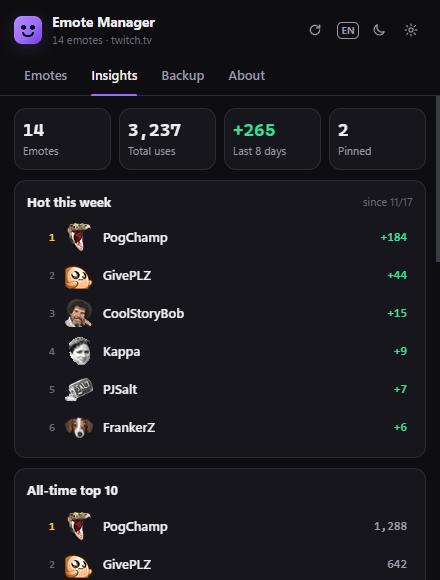 Emote Manager
14 emotes · twitch.tv
EN
Emotes Insights Backup About
14 3,237 +265 2
Emotes Total uses Last 8 days Pinned
Hot this week since 11/17
1 PogChamp +184
2 GivePLZ +44
3 CoolStoryBob +15
4 Kappa +9
5 PJSalt +7
6 FrankerZ +6
All-time top 10
1 PogChamp 1,288
2 GivePLZ 642